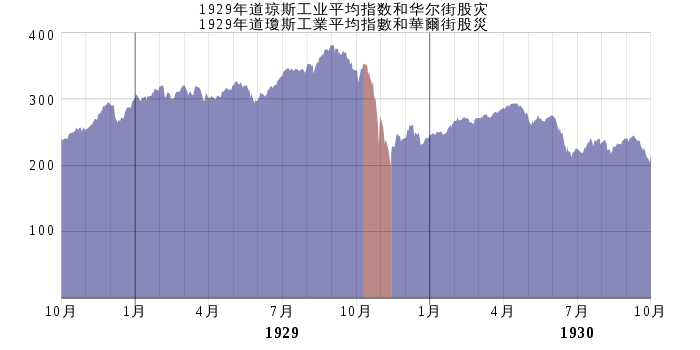 1929年道琼斯工业平均指数和华尔街股灾
1929年道瓊斯工業平均指數和華爾街股災
400
300
200
100
10月 1月 4月 7月 10月 1月 4月 7月 10月
1929 1930